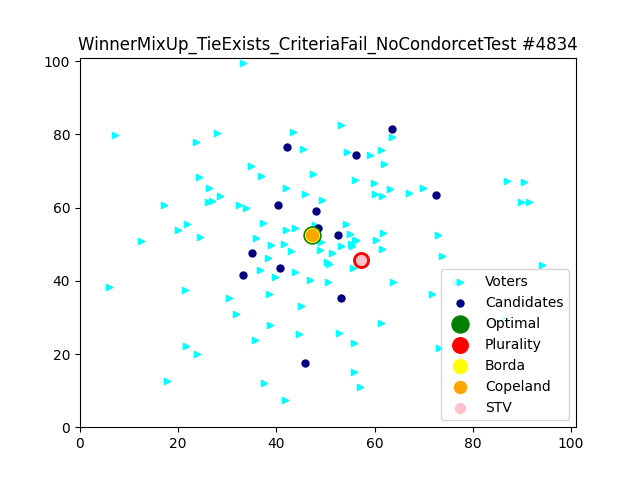 WinnerMixUp_TieExists_CriteriaFail_NoCondorcetTest #4834
100
80
60
40
20
0
0 20 40 60 80 100
Voters
Candidates
Optimal
Plurality
Borda
Copeland
STV